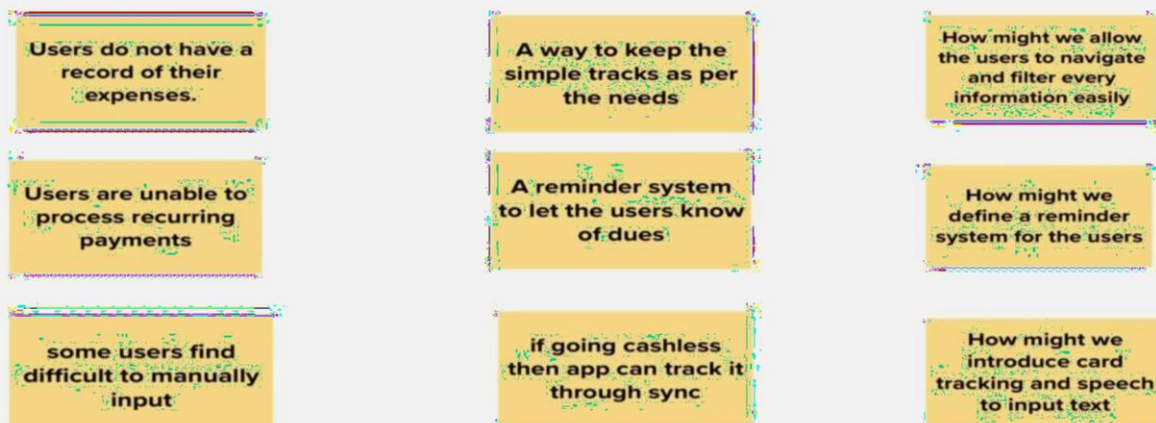 Users do not have a
record of their
expenses.
A way to keep the
simple tracks as per
the needs
How might we allow
the users to navigate
and filter every
information easily
Users are unable to
process recurring
payments
A reminder system
to let the users know
of dues
How might we
define a reminder
system for the users
some users find
difficult to manually
input
if going cashless
then app can track it
through sync
How might we
introduce card
tracking and speech
to input text